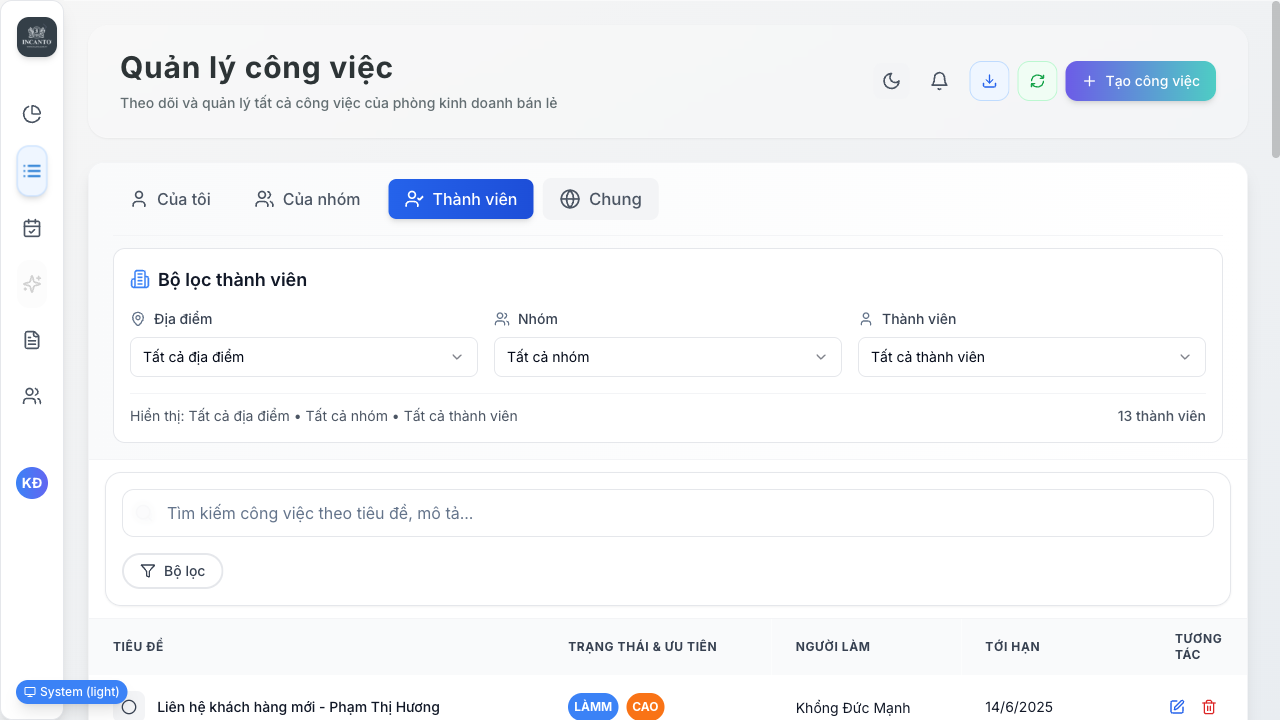 INCANTO
Quản lý công việc
Theo dõi và quản lý tất cả công việc của phòng kinh doanh bán lẻ
Tạo công việc
Của tôi
Của nhóm
Thành viên
Chung
Bộ lọc thành viên
Địa điểm
Nhóm
Thành viên
Tất cả địa điểm
Tất cả nhóm
Tất cả thành viên
Hiển thị: Tất cả địa điểm • Tất cả nhóm • Tất cả thành viên
13 thành viên
KĐ
Tìm kiếm công việc theo tiêu đề, mô tả...
Bộ lọc
TIÊU ĐỀ
TRẠNG THÁI & ƯU TIÊN
NGƯỜI LÀM
TỚI HẠN
TƯƠNG
TÁC
System (light)
Liên hệ khách hàng mới - Phạm Thị Hương
LÀMM
CAO
Khổng Đức Mạnh
14/6/2025